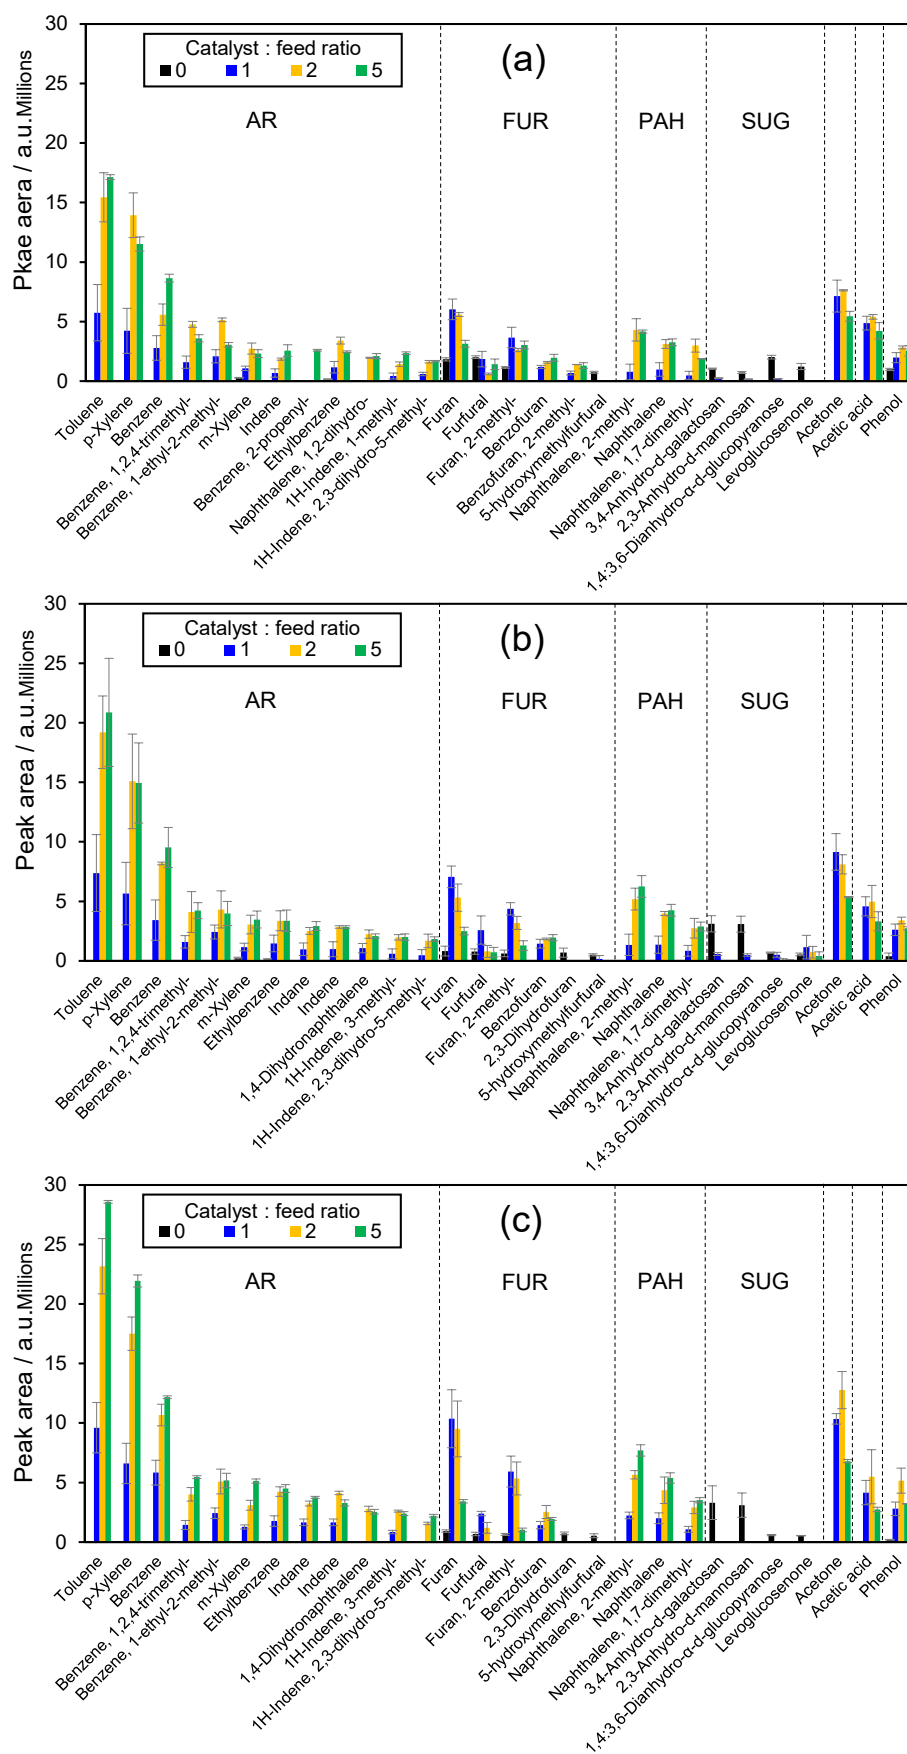 30
25
20
15
10
5
0
Pkae aera / a.u.Millions
Catalyst : feed ratio
0 1 2 5
(a)
AR FUR PAH SUG
Toluene
p-Xylene
Benzene
Benzene, 1,2,4-trimethyl-
Benzene, 1-ethyl-2-methyl-
m-Xylene
Indene
Benzene, 2-propenyl-
Ethylbenzene
Naphthalene, 1,2-dihydro-
1H-Indene, 1-methyl-
1H-Indene, 2,3-dihydro-5-methyl-
Furan
Furfural
Furan, 2-methyl-
Benzofuran
Benzofuran, 2-methyl-
5-hydroxymethylfurfural
Naphthalene, 2-methyl-
Naphthalene
Naphthalene, 1,7-dimethyl-
3,4-Anhydro-d-galactosan
2,3-Anhydro-d-mannosan
1,4:3,6-Dianhydro-α-d-glucopyranose
Levoglucosenone
Acetone
Acetic acid
Phenol
30
25
20
15
10
5
0
Peak area / a.u.Millions
Catalyst : feed ratio
0 1 2 5
(b)
AR FUR PAH SUG
Toluene
p-Xylene
Benzene
Benzene, 1,2,4-trimethyl-
Benzene, 1-ethyl-2-methyl-
m-Xylene
Ethylbenzene
Indane
Indene
1,4-Dihydronaphthalene
1H-Indene, 3-methyl-
1H-Indene, 2,3-dihydro-5-methyl-
Furan
Furfural
Furan, 2-methyl-
Benzofuran
2,3-Dihydrofuran
5-hydroxymethylfurfural
Naphthalene, 2-methyl-
Naphthalene
Naphthalene, 1,7-dimethyl-
3,4-Anhydro-d-galactosan
2,3-Anhydro-d-mannosan
1,4:3,6-Dianhydro-α-d-glucopyranose
Levoglucosenone
Acetone
Acetic acid
Phenol
30
25
20
15
10
5
0
Peak area / a.u.Millions
Catalyst : feed ratio
0 1 2 5
(c)
AR FUR PAH SUG
Toluene
p-Xylene
Benzene
Benzene, 1,2,4-trimethyl-
Benzene, 1-ethyl-2-methyl-
m-Xylene
Ethylbenzene
Indane
Indene
1,4-Dihydronaphthalene
1H-Indene, 3-methyl-
1H-Indene, 2,3-dihydro-5-methyl-
Furan
Furfural
Furan, 2-methyl-
Benzofuran
2,3-Dihydrofuran
5-hydroxymethylfurfural
Naphthalene, 2-methyl-
Naphthalene
Naphthalene, 1,7-dimethyl-
3,4-Anhydro-d-galactosan
2,3-Anhydro-d-mannosan
1,4:3,6-Dianhydro-α-d-glucopyranose
Levoglucosenone
Acetone
Acetic acid
Phenol